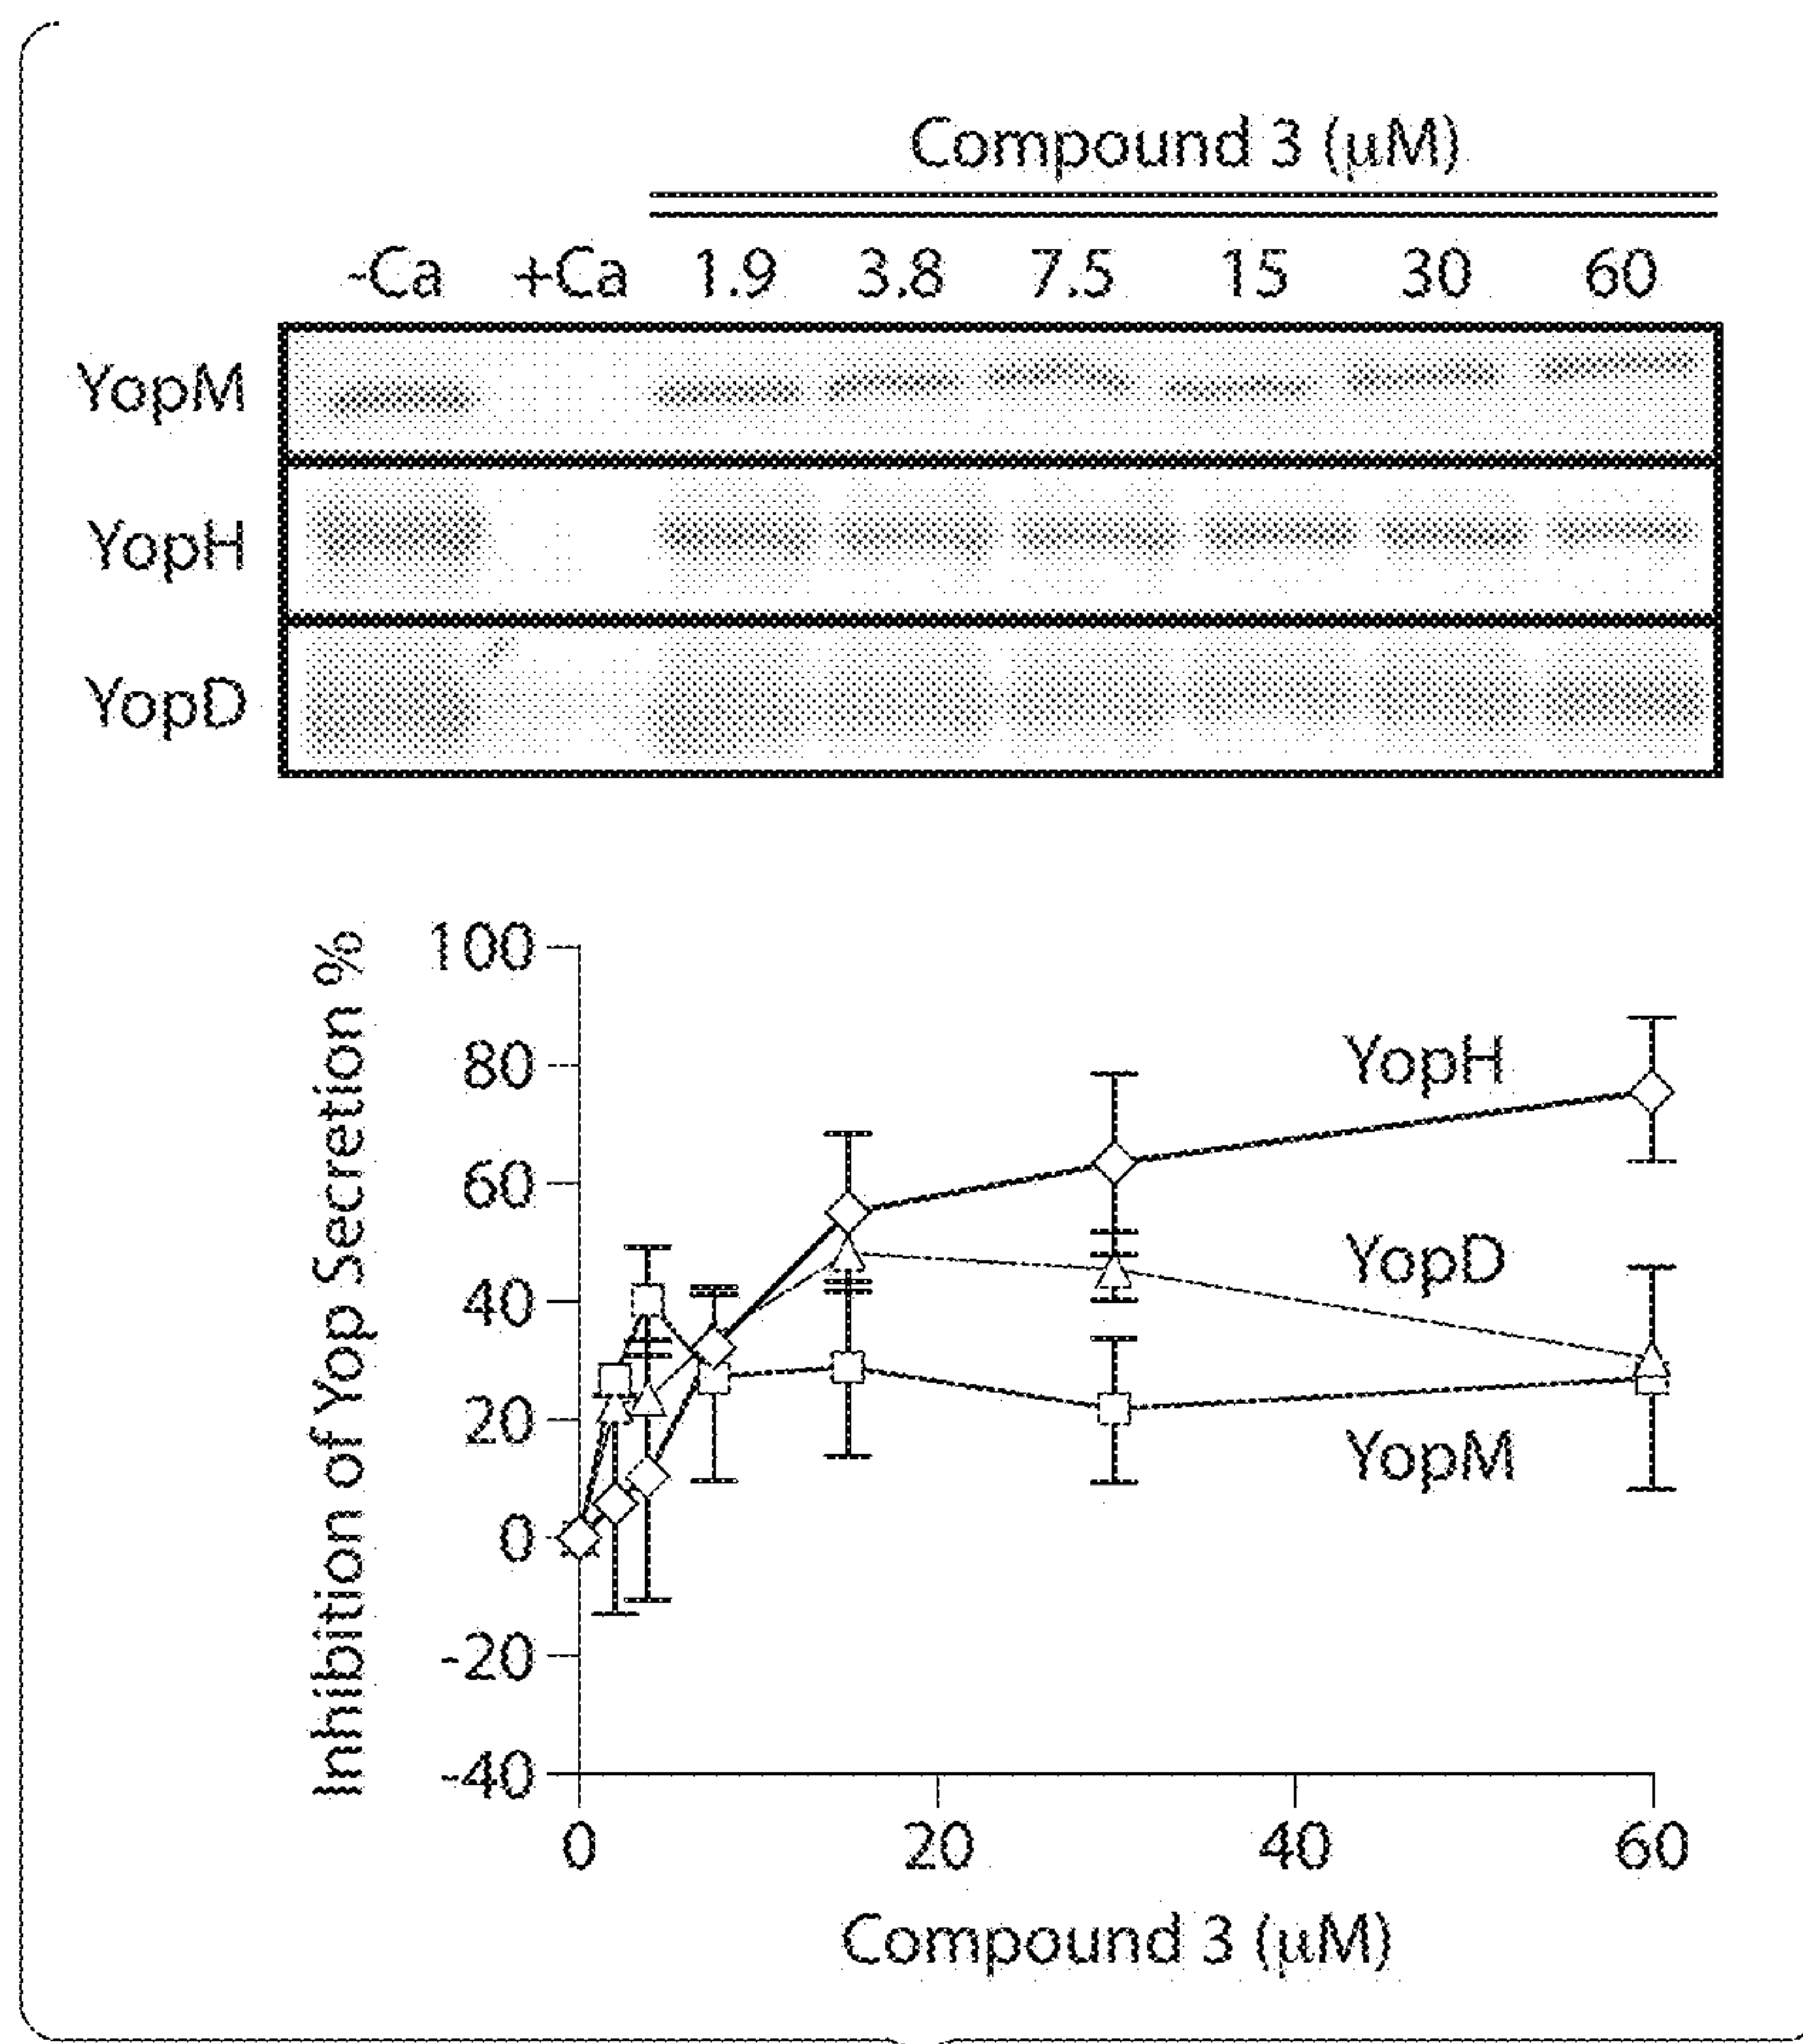 Compound 3 (μM)
-Ca +Ca 1.9 3.8 7.5 15 30 60
YopM
YopH
YopD
Inhibition of Yop Secretion %
100
80
60
40
20
0
-20
-40
YopH
YopD
YopM
0 20 40 60
Compound 3 (μM)